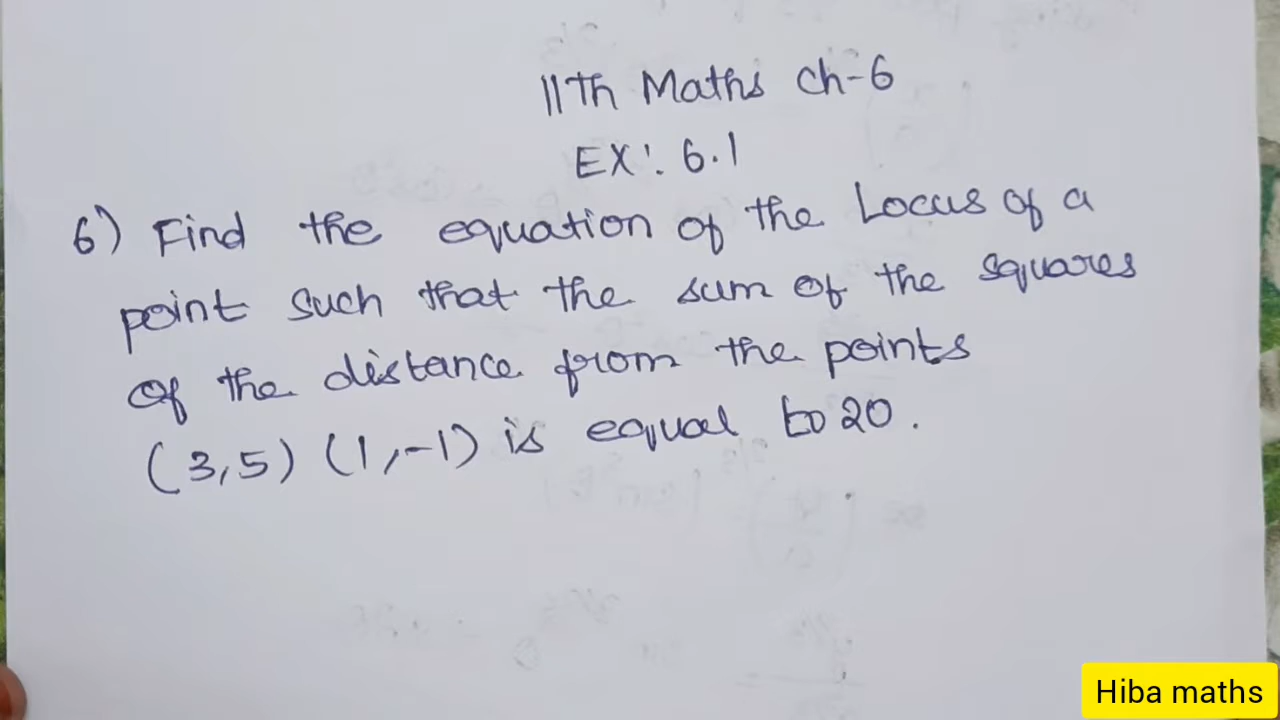 11Th Maths Ch-6
EX: 6.1
6) Find the equation of the Locus of a
point such that the sum of the squares
of the distance from the points
(3,5) (1,-1) is equal to 20.
Hiba maths